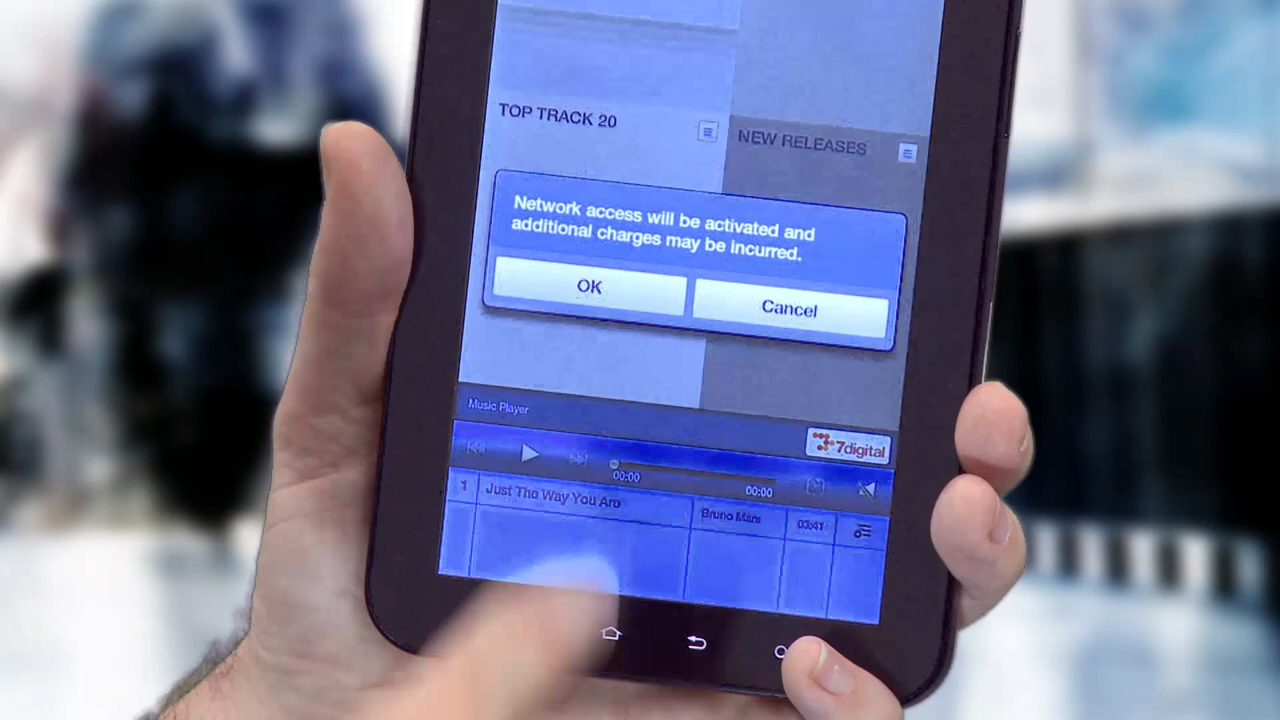 TOP TRACK 20
NEW RELEASES
Network access will be activated and
additional charges may be incurred.
OK
Cancel
Music Player
7digital
00:00
00:00
1 Just The Way You Are Bruno Mars 03:41